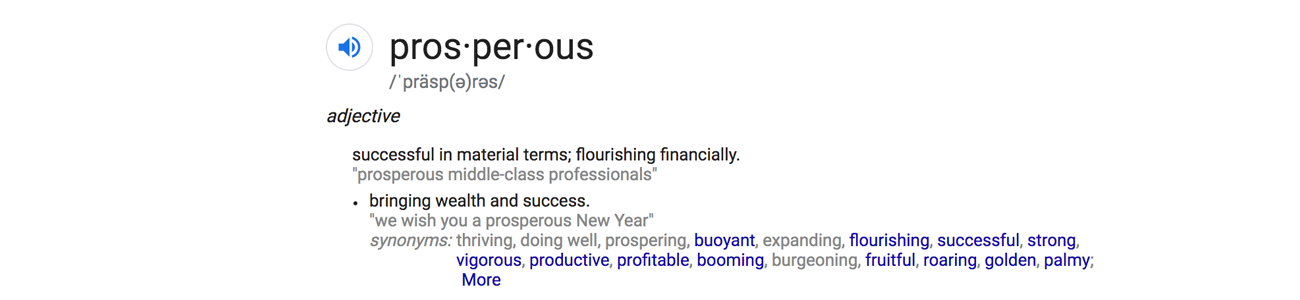 pros·per·ous
/ˈpräsp(ə)rəs/
adjective
successful in material terms; flourishing financially.
"prosperous middle-class professionals"
• bringing wealth and success.
"we wish you a prosperous New Year"
synonyms: thriving, doing well, prospering, buoyant, expanding, flourishing, successful, strong,
vigorous, productive, profitable, booming, burgeoning, fruitful, roaring, golden, palmy;
More